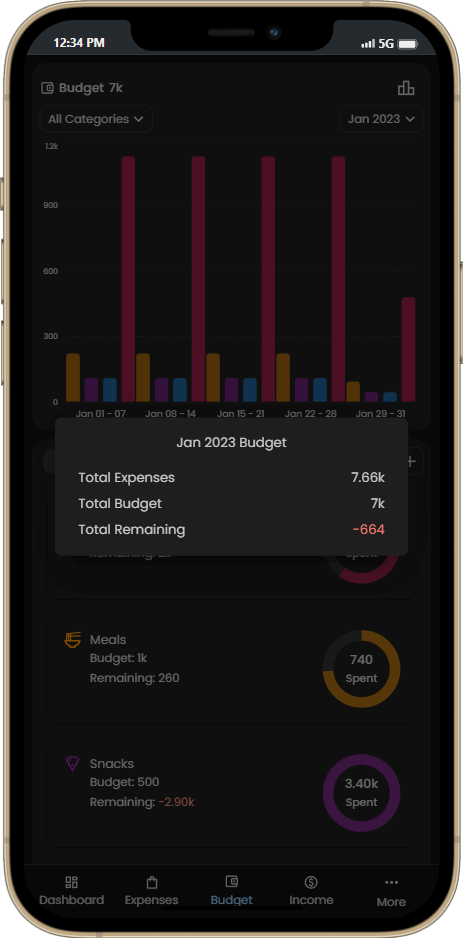 12:34 PM
5G
Budget 7k
All Categories
Jan 2023
1.2k
900
600
300
0
Jan 01 - 07
Jan 08 - 14
Jan 15 - 21
Jan 22 - 28
Jan 29 - 31
Jan 2023 Budget
Total Expenses 7.66k
Total Budget 7k
Total Remaining -664
Spent
Meals
Budget: 1k
Remaining: 260
740
Spent
Snacks
Budget: 500
Remaining: -2.90k
3.40k
Spent
Dashboard
Expenses
Budget
Income
More